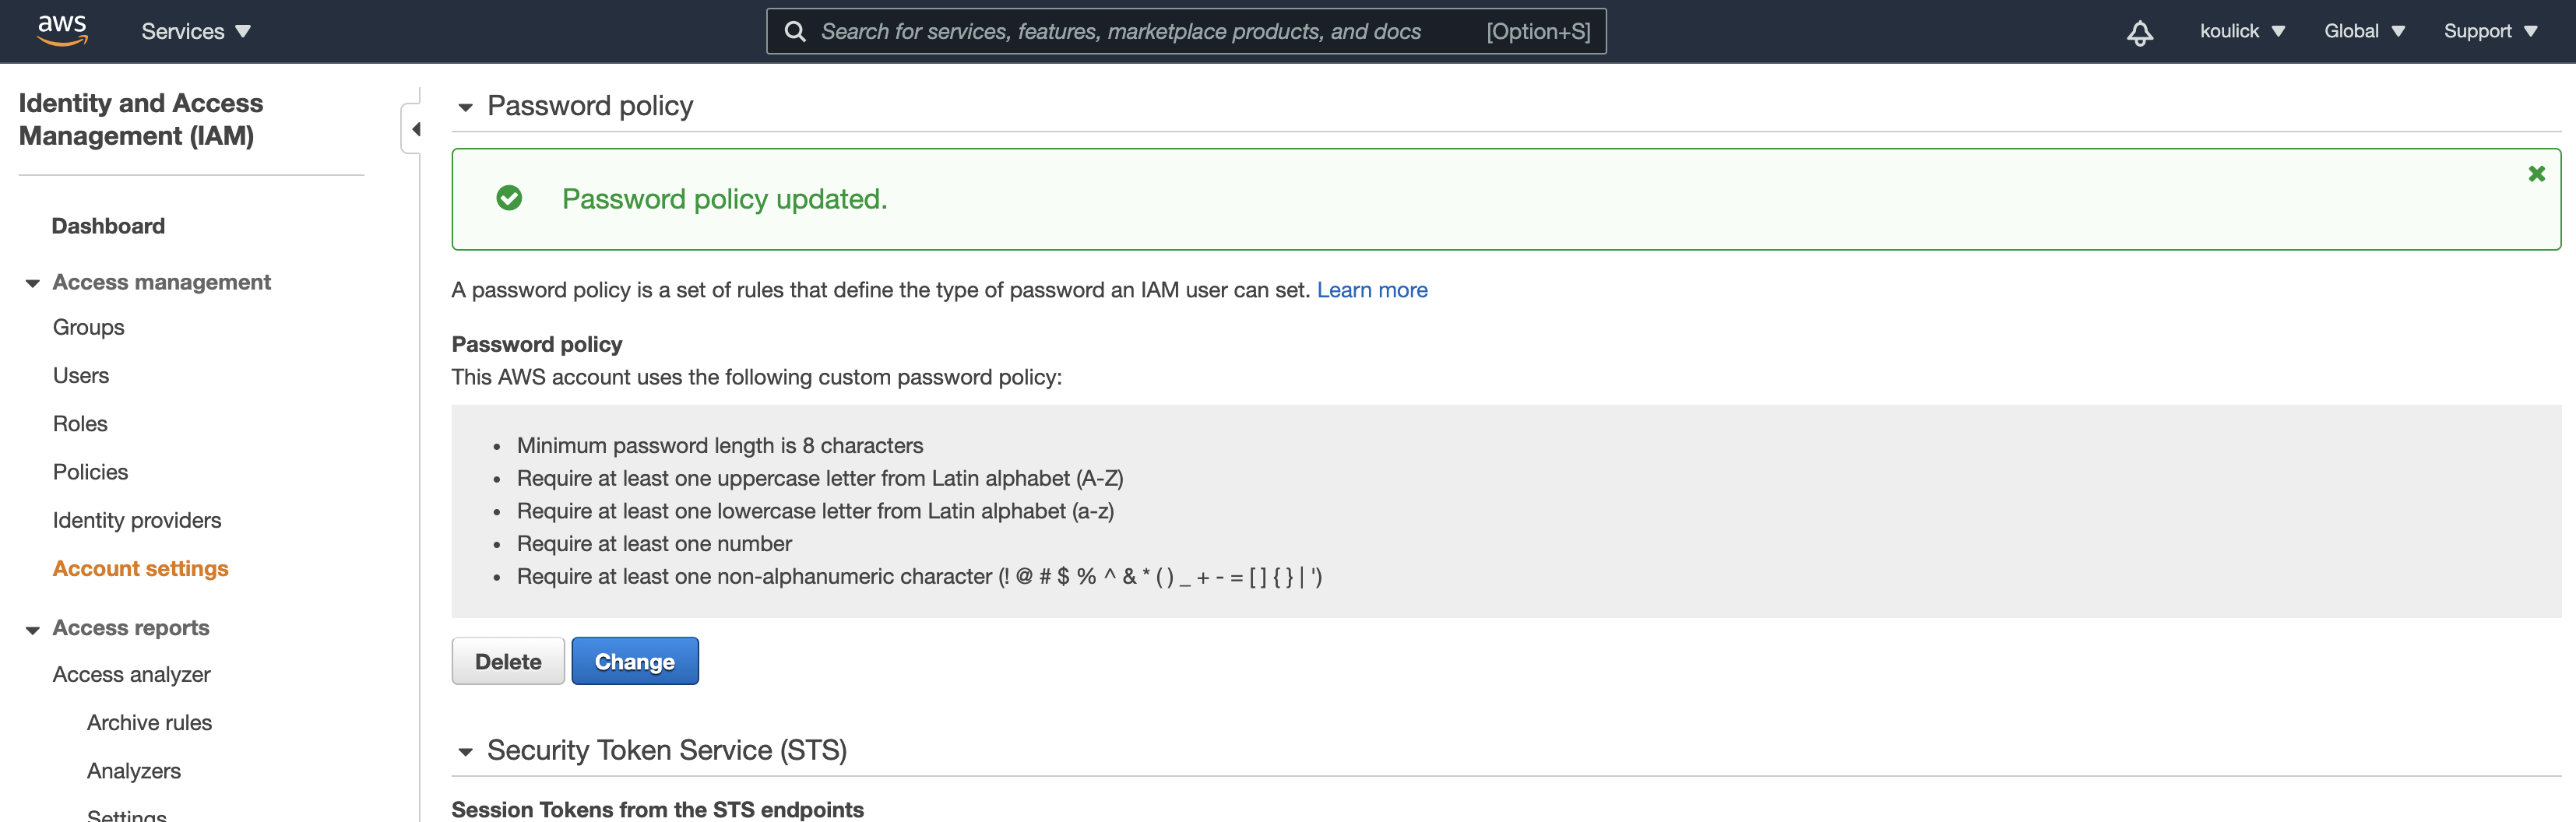 aws
Services
Search for services, features, marketplace products, and docs
[Option+S]
koulick
Global
Support
Identity and Access
Management (IAM)
Dashboard
Access management
Groups
Users
Roles
Policies
Identity providers
Account settings
Access reports
Access analyzer
Archive rules
Analyzers
Settings
Password policy
Password policy updated.
A password policy is a set of rules that define the type of password an IAM user can set. Learn more
Password policy
This AWS account uses the following custom password policy:
• Minimum password length is 8 characters
• Require at least one uppercase letter from Latin alphabet (A-Z)
• Require at least one lowercase letter from Latin alphabet (a-z)
• Require at least one number
• Require at least one non-alphanumeric character (! @ # $ % ^ & * ( ) _ + - = [ ] { } | ')
Delete
Change
Security Token Service (STS)
Session Tokens from the STS endpoints